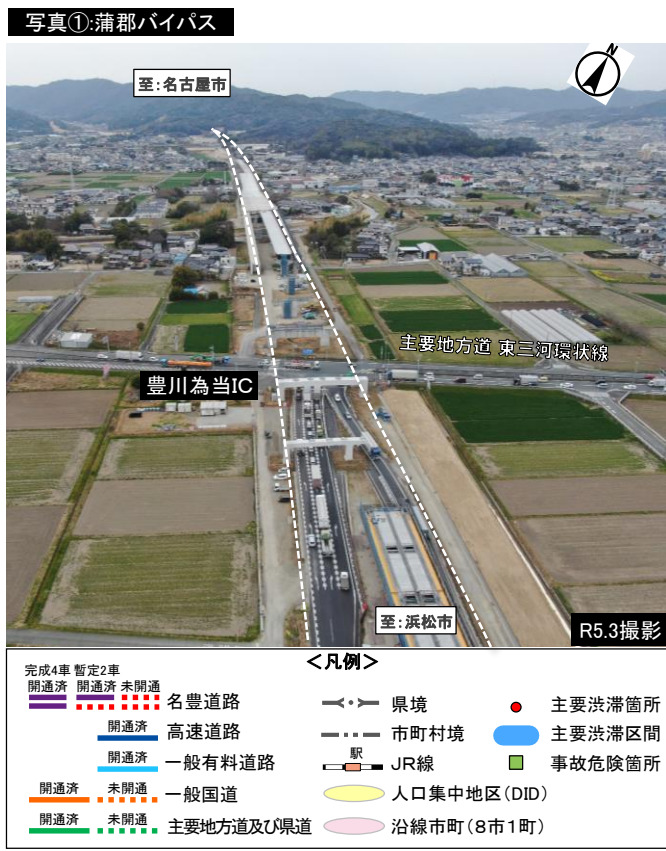 写真①:蒲郡バイパス
N
至:名古屋市
主要地方道 東三河環状線
豊川為当IC
至:浜松市
R5.3撮影
＜凡例＞
完成4車 暫定2車
開通済 開通済 未開通 名豊道路
開通済 高速道路
開通済 一般有料道路
開通済 未開通 一般国道
開通済 未開通 主要地方道及び県道
県境
市町村境
駅
JR線
人口集中地区(DID)
沿線市町(8市1町)
主要渋滞箇所
主要渋滞区間
事故危険箇所